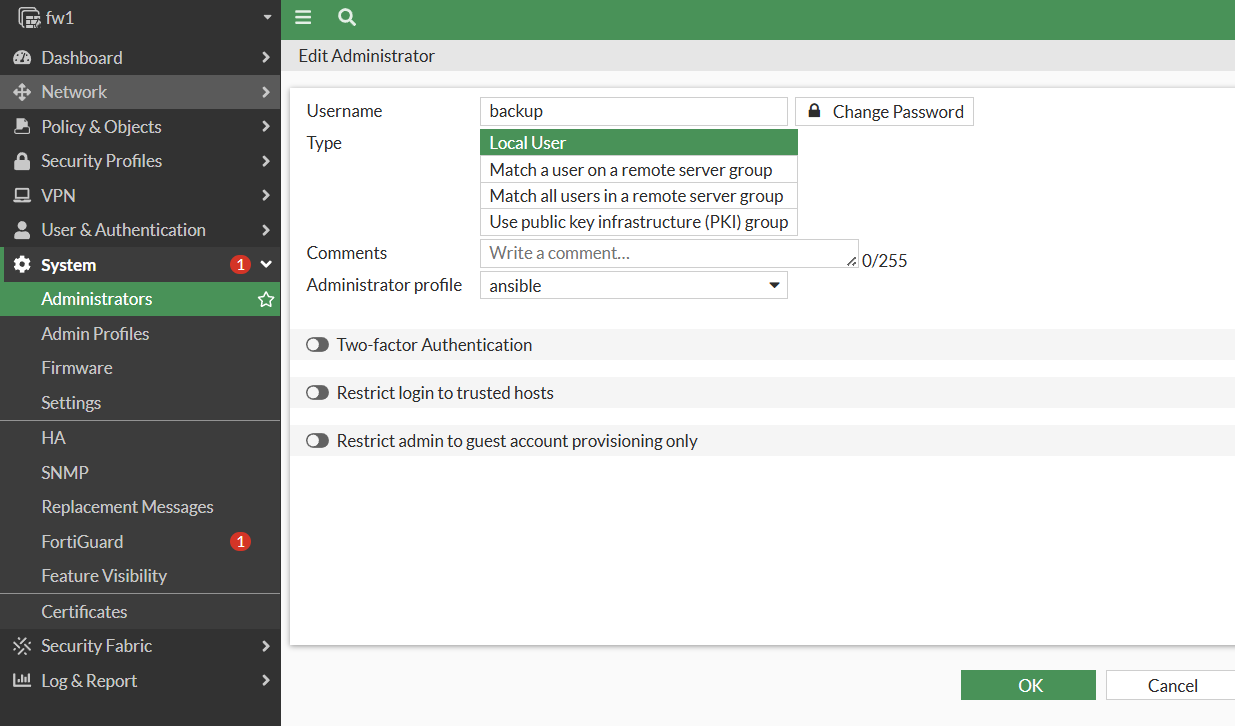 fw1
Dashboard
Network
Policy & Objects
Security Profiles
VPN
User & Authentication
System 1
Administrators
Admin Profiles
Firmware
Settings
HA
SNMP
Replacement Messages
FortiGuard 1
Feature Visibility
Certificates
Security Fabric
Log & Report
Edit Administrator
Username backup Change Password
Type Local User
Match a user on a remote server group
Match all users in a remote server group
Use public key infrastructure (PKI) group
Comments Write a comment... 0/255
Administrator profile ansible
Two-factor Authentication
Restrict login to trusted hosts
Restrict admin to guest account provisioning only
OK Cancel